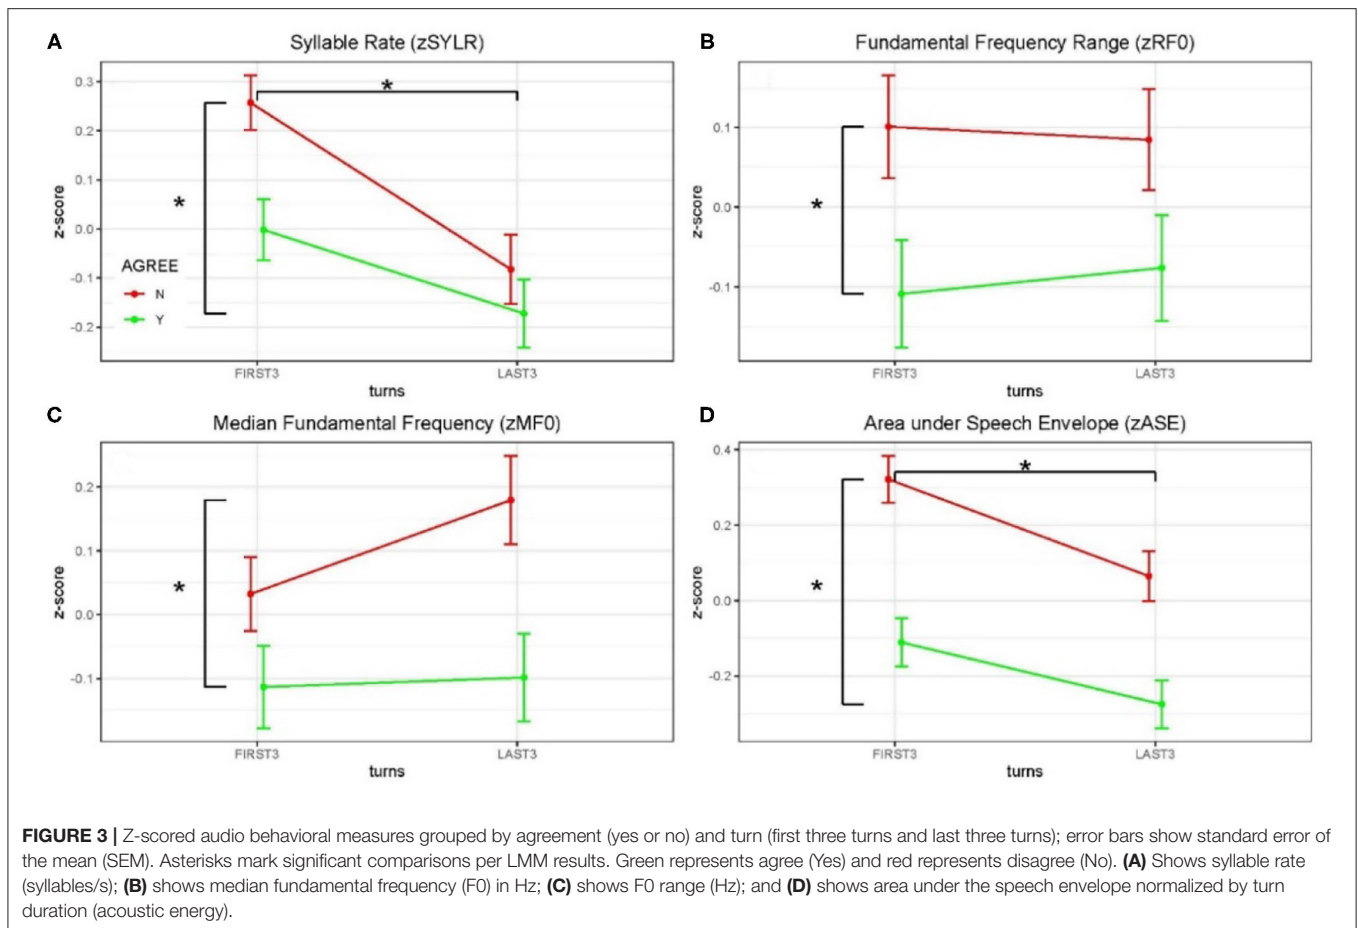 A
Syllable Rate (zSYLR)
0.3
0.2
0.1
0.0
-0.1
-0.2
z-score
*
*
AGREE
N
Y
FIRST3 LAST3
turns
B
Fundamental Frequency Range (zRF0)
0.1
0.0
-0.1
z-score
*
FIRST3 LAST3
turns
C
Median Fundamental Frequency (zMF0)
0.2
0.1
0.0
-0.1
z-score
*
FIRST3 LAST3
turns
D
Area under Speech Envelope (zASE)
0.4
0.2
0.0
-0.2
z-score
*
*
FIRST3 LAST3
turns
FIGURE 3 | Z-scored audio behavioral measures grouped by agreement (yes or no) and turn (first three turns and last three turns); error bars show standard error of
the mean (SEM). Asterisks mark significant comparisons per LMM results. Green represents agree (Yes) and red represents disagree (No). (A) Shows syllable rate
(syllables/s); (B) shows median fundamental frequency (F0) in Hz; (C) shows F0 range (Hz); and (D) shows area under the speech envelope normalized by turn
duration (acoustic energy).